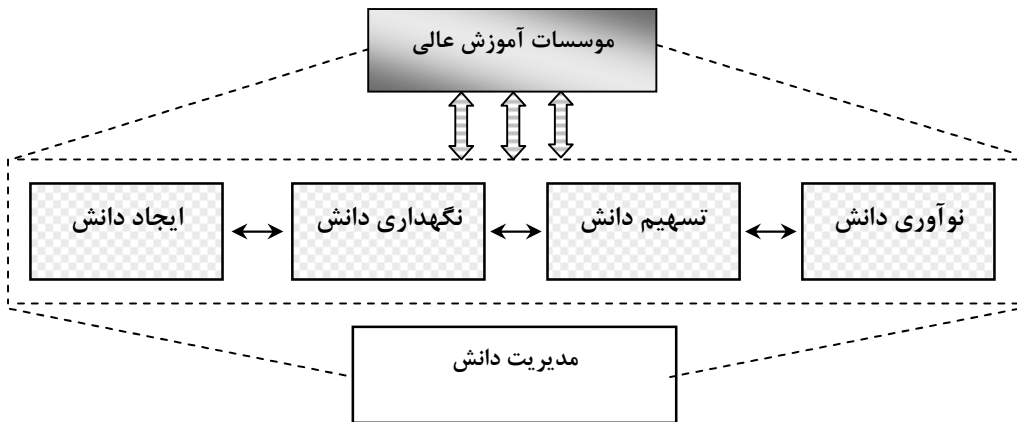 موسسات آموزش عالی
نوآوری دانش
تسهیم دانش
نگهداری دانش
ایجاد دانش
مدیریت دانش